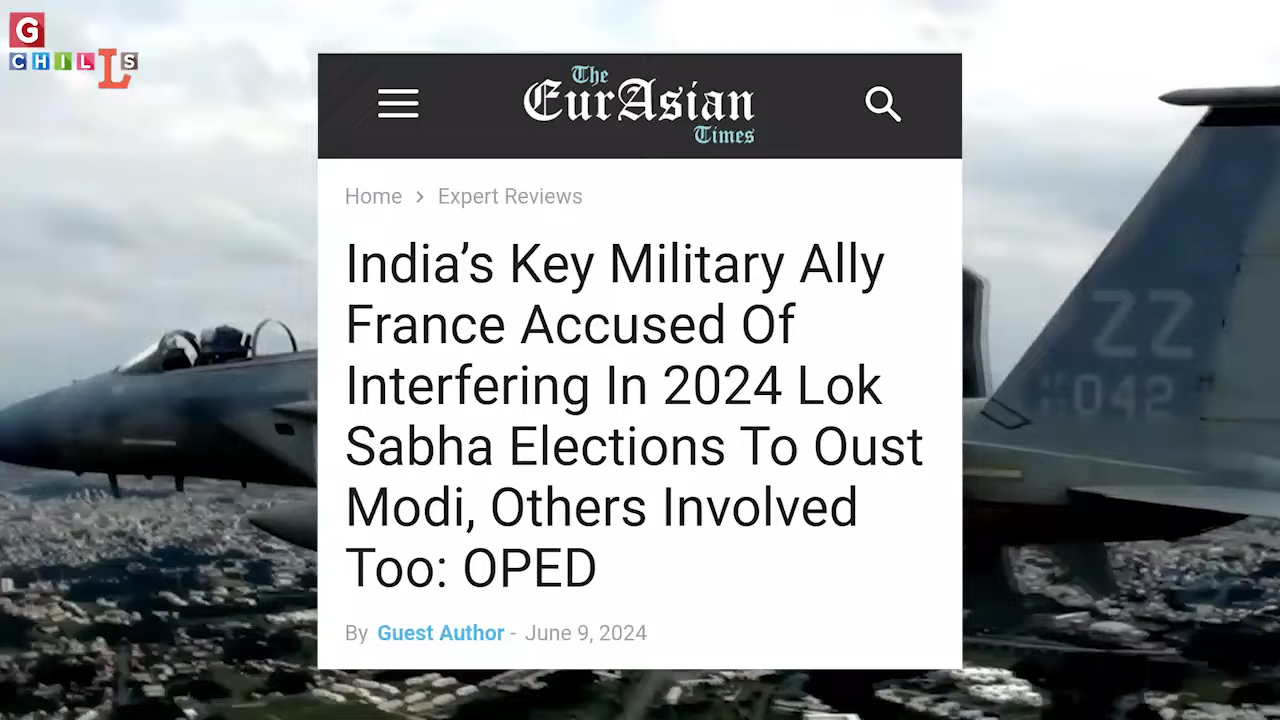 G
CHILLS
The
EurAsian
Times
Home > Expert Reviews
India’s Key Military Ally
France Accused Of
Interfering In 2024 Lok
Sabha Elections To Oust
Modi, Others Involved
Too: OPED
By Guest Author - June 9, 2024
ZZ
042